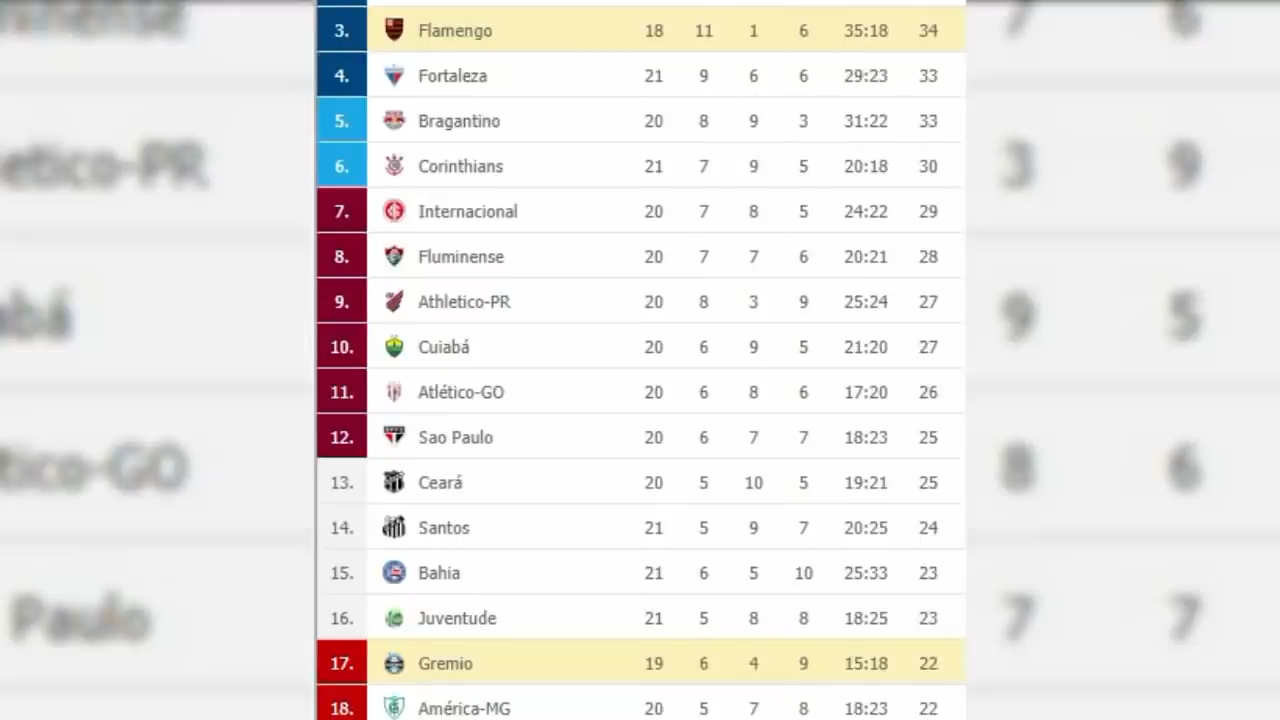 3. Flamengo 18 11 1 6 35:18 34
4. Fortaleza 21 9 6 6 29:23 33
5. Bragantino 20 8 9 3 31:22 33
6. Corinthians 21 7 9 5 20:18 30
7. Internacional 20 7 8 5 24:22 29
8. Fluminense 20 7 7 6 20:21 28
9. Athletico-PR 20 8 3 9 25:24 27
10. Cuiabá 20 6 9 5 21:20 27
11. Atlético-GO 20 6 8 6 17:20 26
12. Sao Paulo 20 6 7 7 18:23 25
13. Ceará 20 5 10 5 19:21 25
14. Santos 21 5 9 7 20:25 24
15. Bahia 21 6 5 10 25:33 23
16. Juventude 21 5 8 8 18:25 23
17. Gremio 19 6 4 9 15:18 22
18. América-MG 20 5 7 8 18:23 22